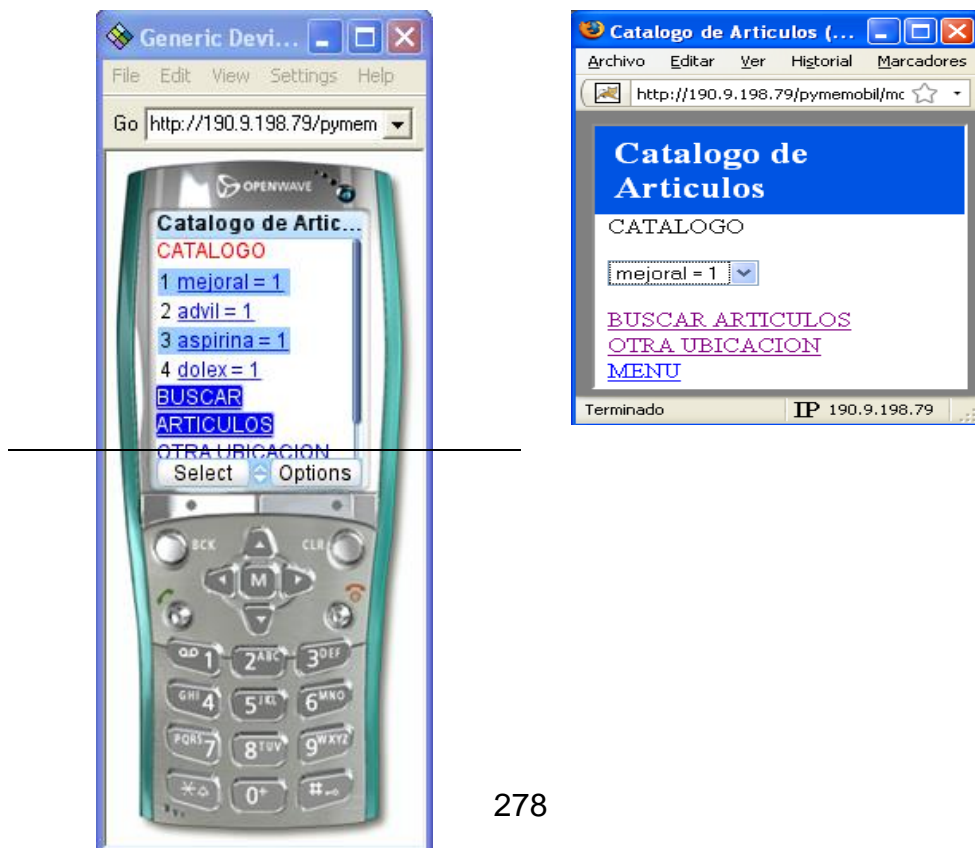 Generic Devi...
File Edit View Settings Help
Go http://190.9.198.79/pymem
OPENWAVE
Catalogo de Artic...
CATALOGO
1 mejoral = 1
2 advil = 1
3 aspirina = 1
4 dolex = 1
BUSCAR
ARTICULOS
OTRA UBICACION
Select Options
BCK CLR
M
1 2ABC 3DEF
GHI4 5JKL 6MNO
PQRS7 8TUV 9WXYZ
* 0+ #
Catalogo de Articulos (...
Archivo Editar Ver Historial Marcadores
http://190.9.198.79/pymemobil/mc
Catalogo de
Articulos
CATALOGO
mejoral = 1
BUSCAR ARTICULOS
OTRA UBICACION
MENU
Terminado IP 190.9.198.79
278